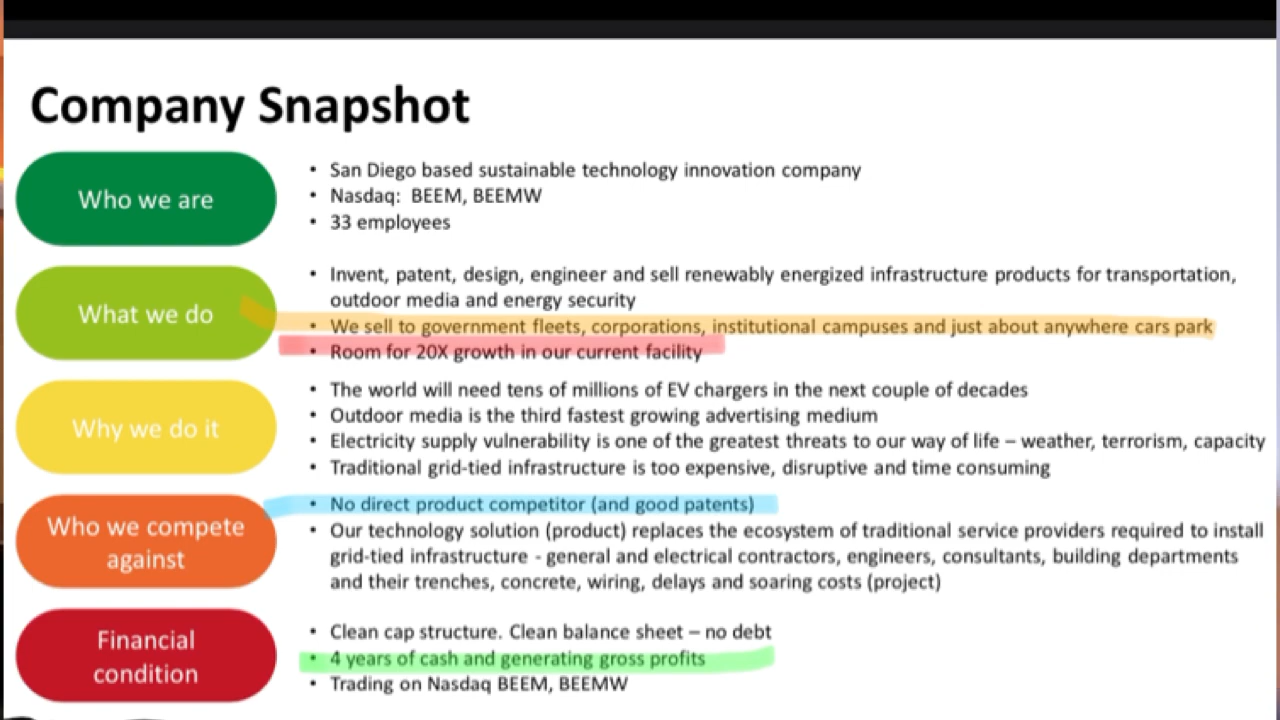 Company Snapshot
Who we are
• San Diego based sustainable technology innovation company
• Nasdaq: BEEM, BEEMW
• 33 employees
What we do
• Invent, patent, design, engineer and sell renewably energized infrastructure products for transportation,
outdoor media and energy security
• We sell to government fleets, corporations, institutional campuses and just about anywhere cars park
• Room for 20X growth in our current facility
Why we do it
• The world will need tens of millions of EV chargers in the next couple of decades
• Outdoor media is the third fastest growing advertising medium
• Electricity supply vulnerability is one of the greatest threats to our way of life – weather, terrorism, capacity
• Traditional grid-tied infrastructure is too expensive, disruptive and time consuming
Who we compete
against
• No direct product competitor (and good patents)
• Our technology solution (product) replaces the ecosystem of traditional service providers required to install
grid-tied infrastructure - general and electrical contractors, engineers, consultants, building departments
and their trenches, concrete, wiring, delays and soaring costs (project)
Financial
condition
• Clean cap structure. Clean balance sheet – no debt
• 4 years of cash and generating gross profits
• Trading on Nasdaq BEEM, BEEMW